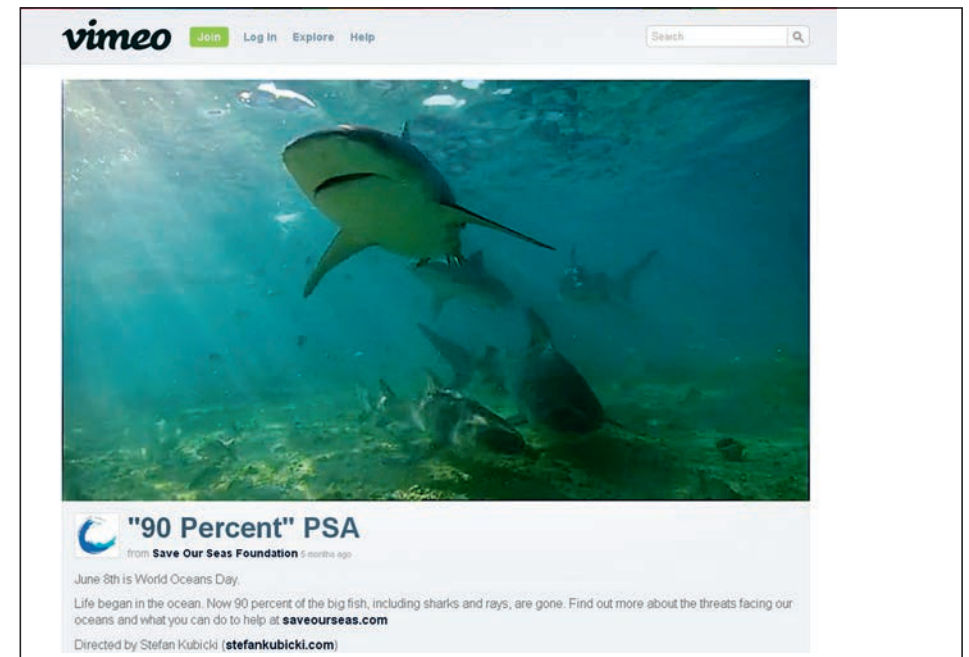 vimeo Join Log In Explore Help Search
"90 Percent" PSA
from Save Our Seas Foundation 5 months ago
June 8th is World Oceans Day.
Life began in the ocean. Now 90 percent of the big fish, including sharks and rays, are gone. Find out more about the threats facing our
oceans and what you can do to help at saveourseas.com
Directed by Stefan Kubicki (stefankubicki.com)